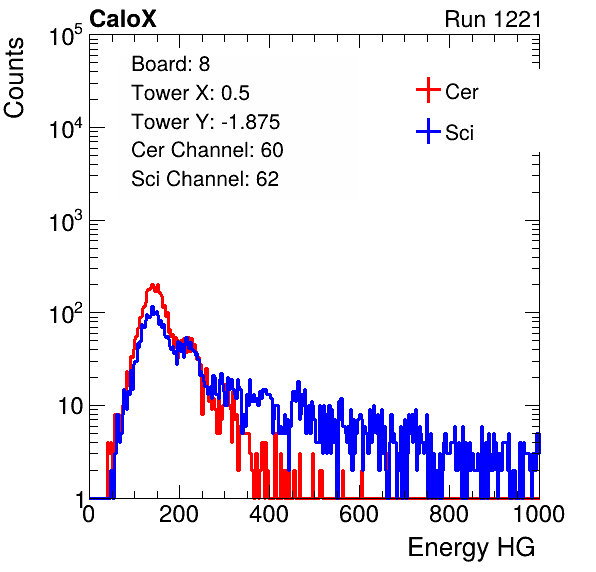 CaloX Run 1221
10^5
Counts
Board: 8
Tower X: 0.5
Tower Y: -1.875
Cer Channel: 60
Sci Channel: 62
Cer
Sci
10^4
10^3
10^2
10
1
0 200 400 600 800 1000
Energy HG